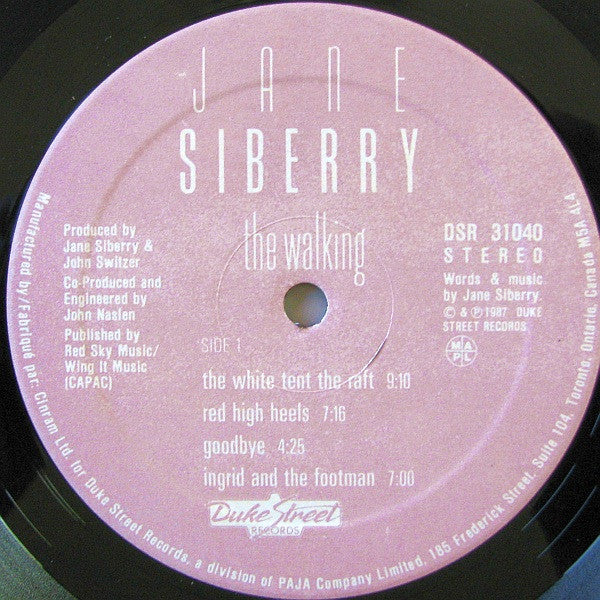 JANE
SIBERRY
the walking
Produced by
Jane Siberry &
John Switzer
Co-Produced and
Engineered by
John Naslen
Published by
Red Sky Music/
Wing It Music
(CAPAC)
DSR 31040
STEREO
Words & music
by Jane Siberry.
© & Ⓟ 1987 DUKE
STREET RECORDS
MAPL
SIDE 1
the white tent the raft 9:10
red high heels 7:16
goodbye 4:25
ingrid and the footman 7:00
Duke Street
RECORDS
Manufactured by/Fabriqué par: Cinram Ltd. for Duke Street Records, a division of PAJA Company Limited, 185 Frederick Street, Suite 104, Toronto, Ontario, Canada M5A 4L4